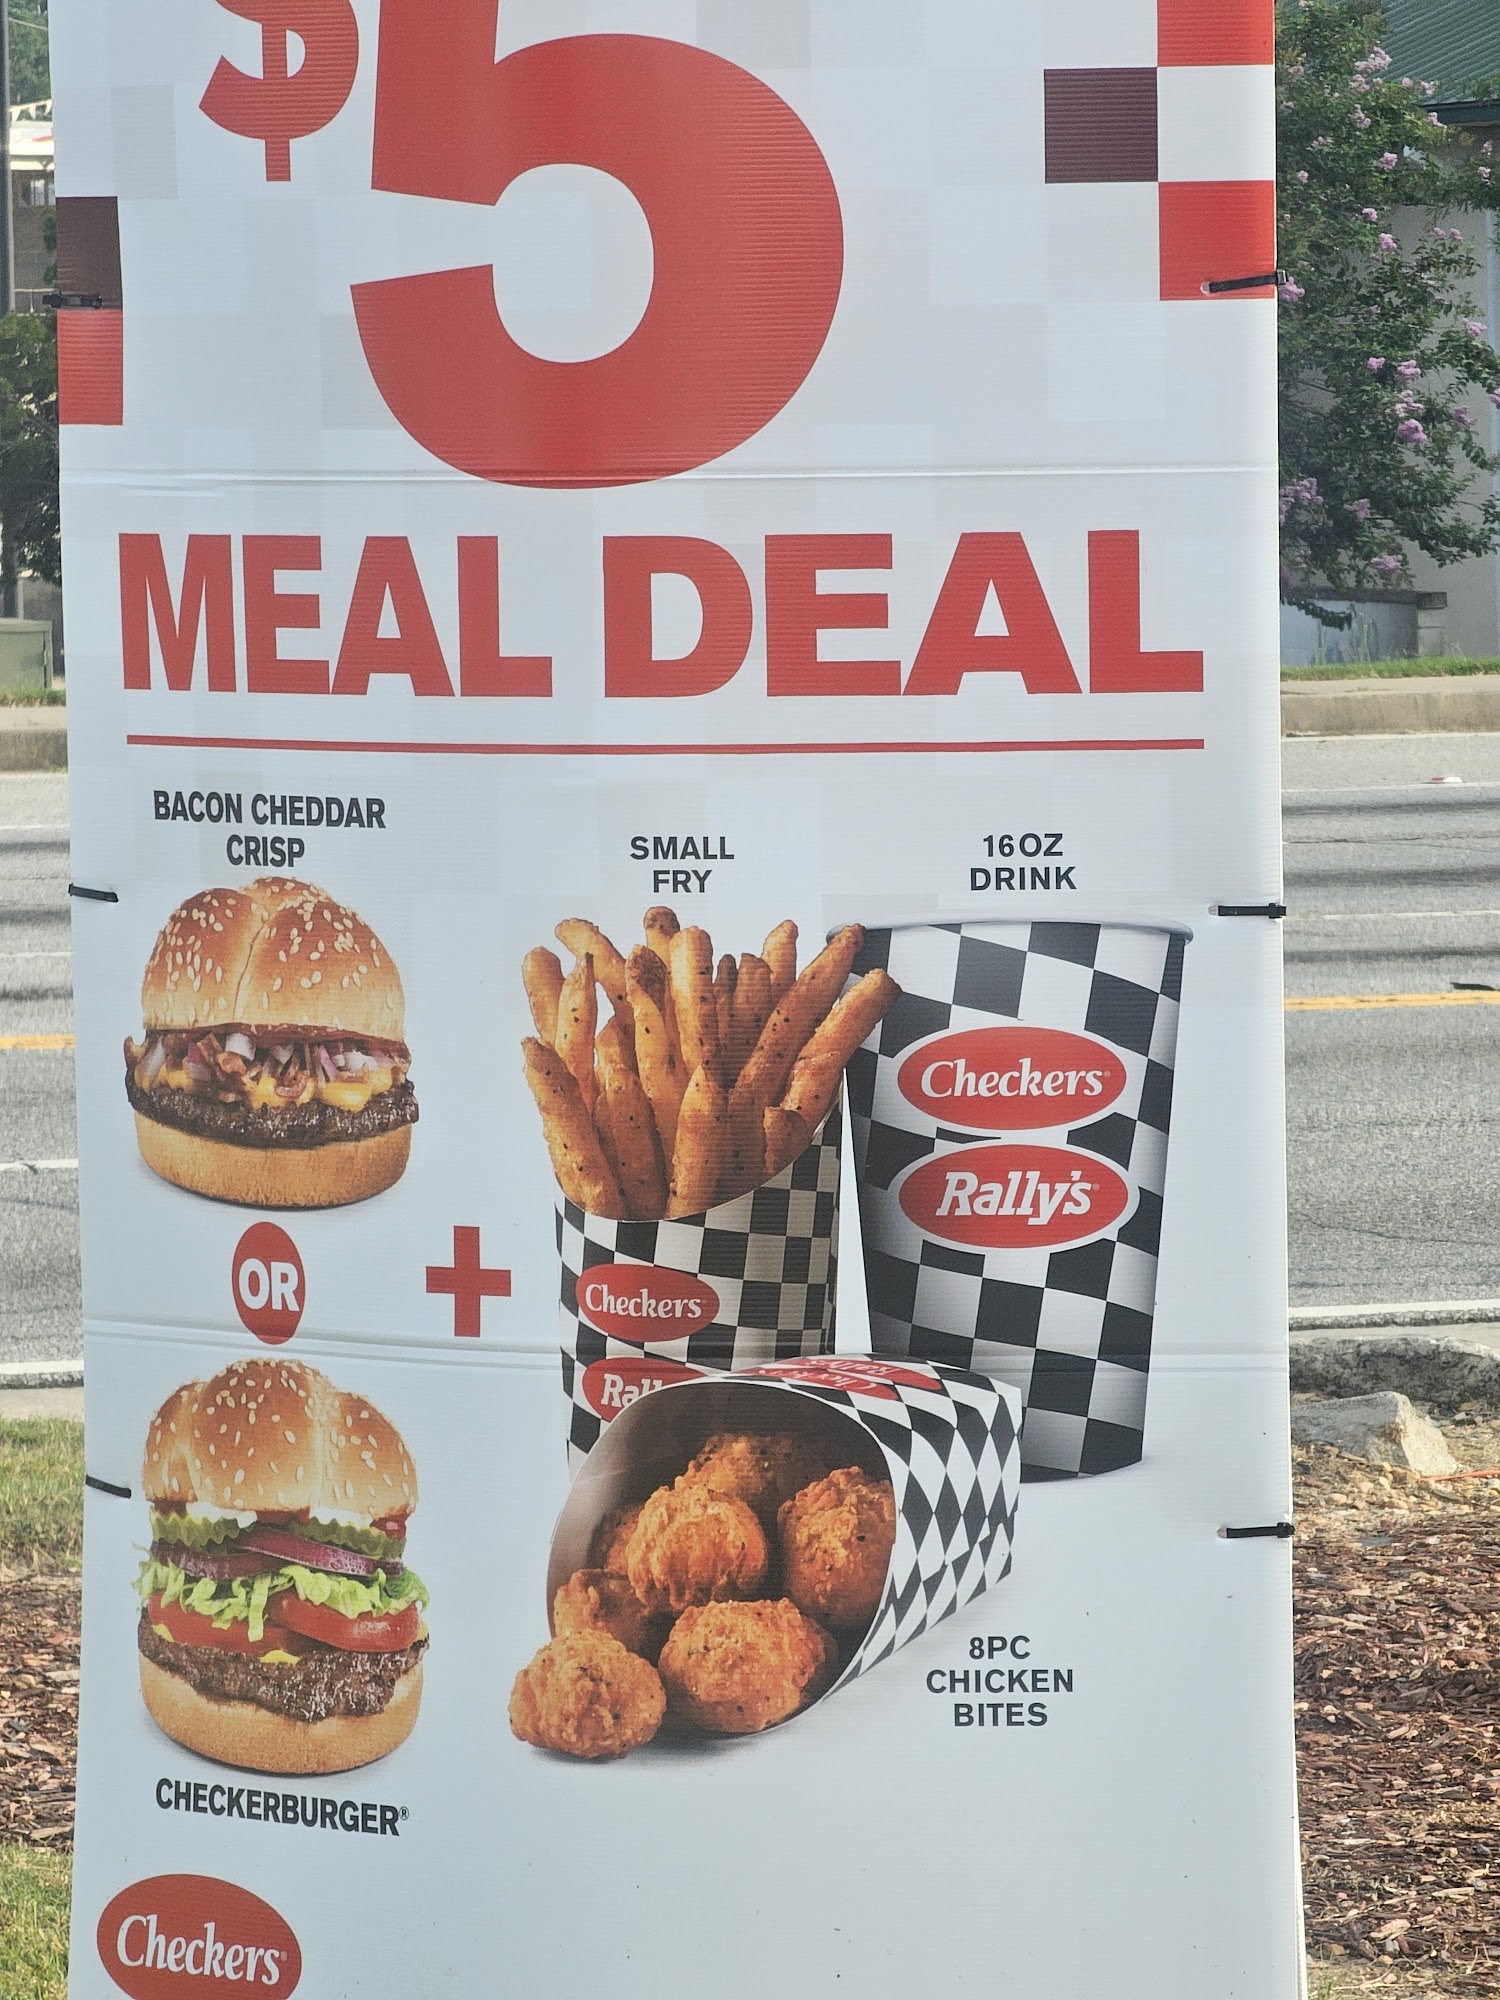 $5
MEAL DEAL
BACON CHEDDAR
CRISP
SMALL
FRY
16OZ
DRINK
Checkers®
Rally's®
OR
+
Checkers
Rall
8PC
CHICKEN
BITES
CHECKERBURGER®
Checkers®